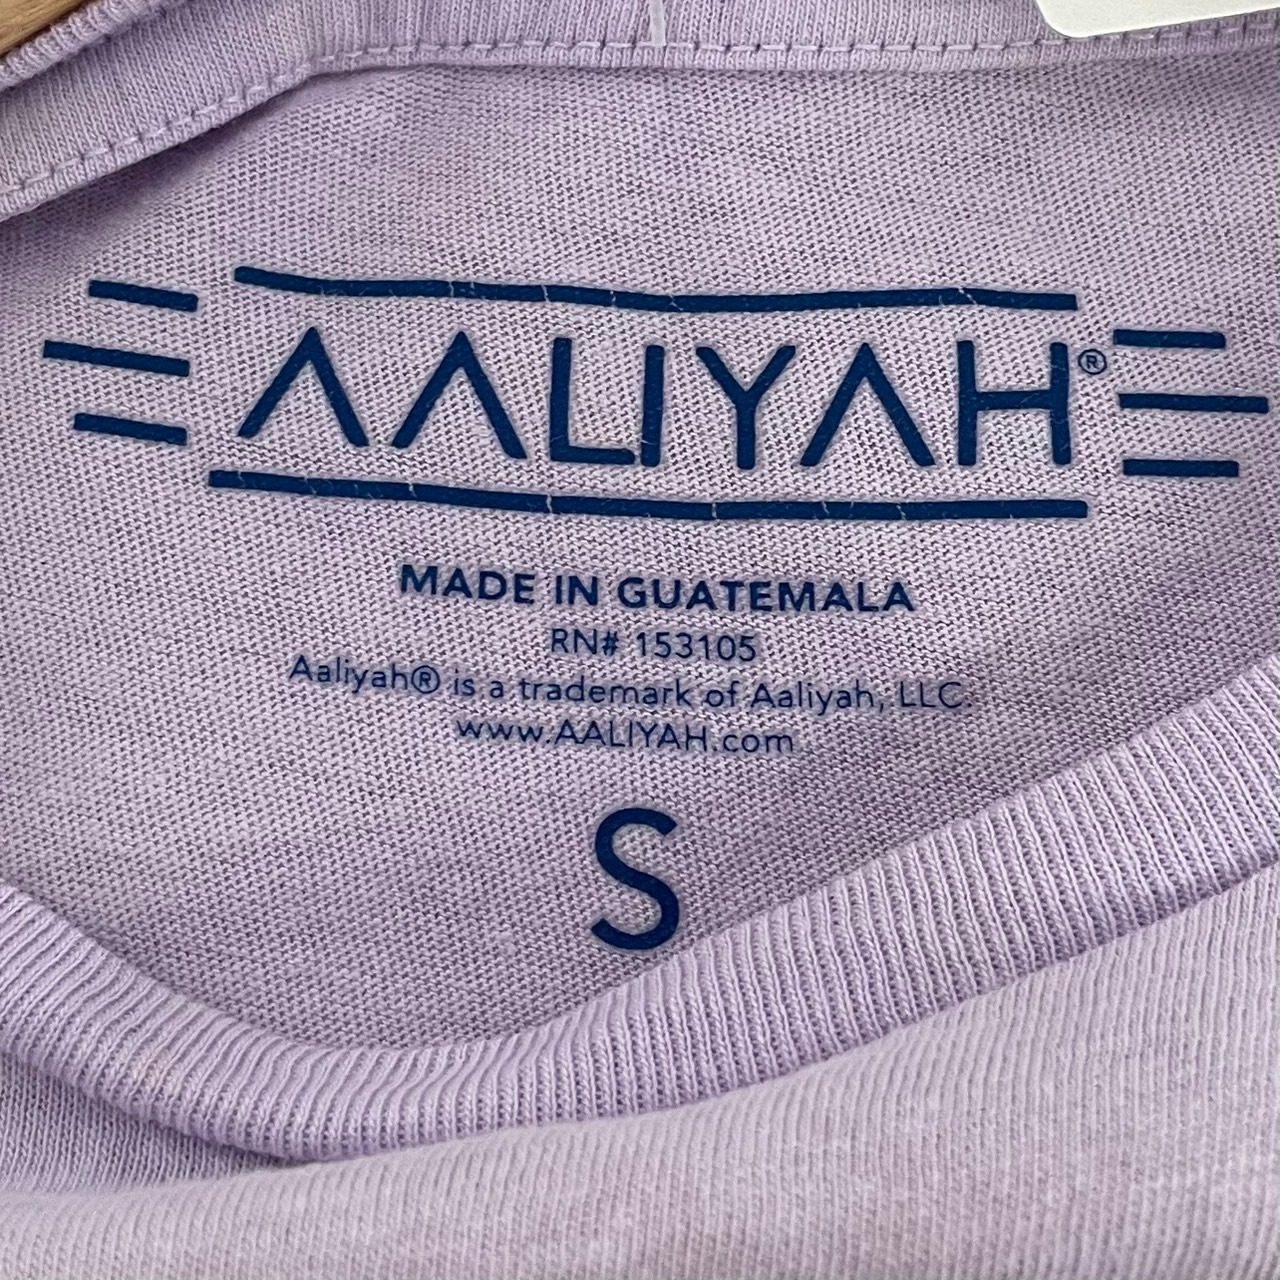 AALIYAH®
MADE IN GUATEMALA
RN# 153105
Aaliyah® is a trademark of Aaliyah, LLC.
www.AALIYAH.com
S